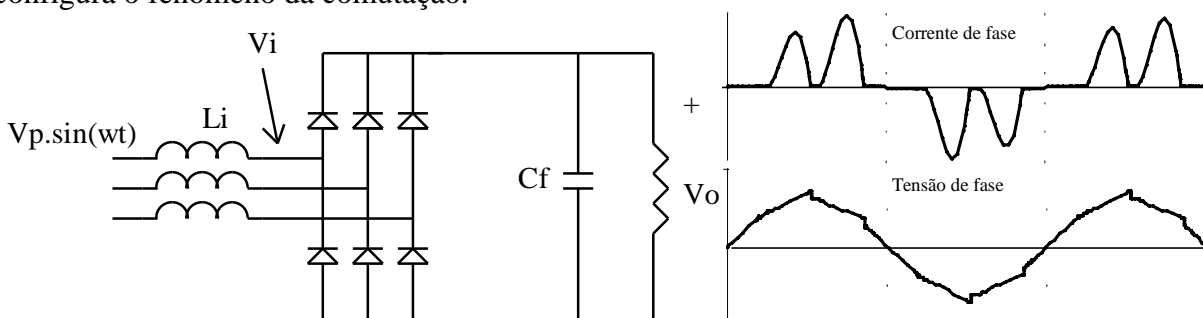 configura o fenômeno da comutação.
Vi
Corrente de fase
+
Li
Vp.sin(wt)
Cf
Vo
Tensão de fase